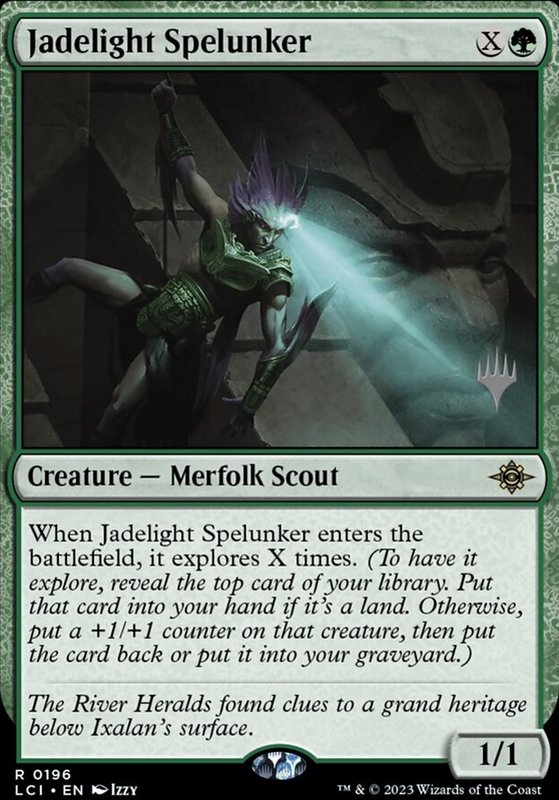 Jadelight Spelunker X
Creature — Merfolk Scout
When Jadelight Spelunker enters the
battlefield, it explores X times. (To have it
explore, reveal the top card of your library. Put
that card into your hand if it's a land. Otherwise,
put a +1/+1 counter on that creature, then put
the card back or put it into your graveyard.)
The River Heralds found clues to a grand heritage
below Ixalan's surface.
1/1
R 0196
LCI • EN Izzy
™ & © 2023 Wizards of the Coast